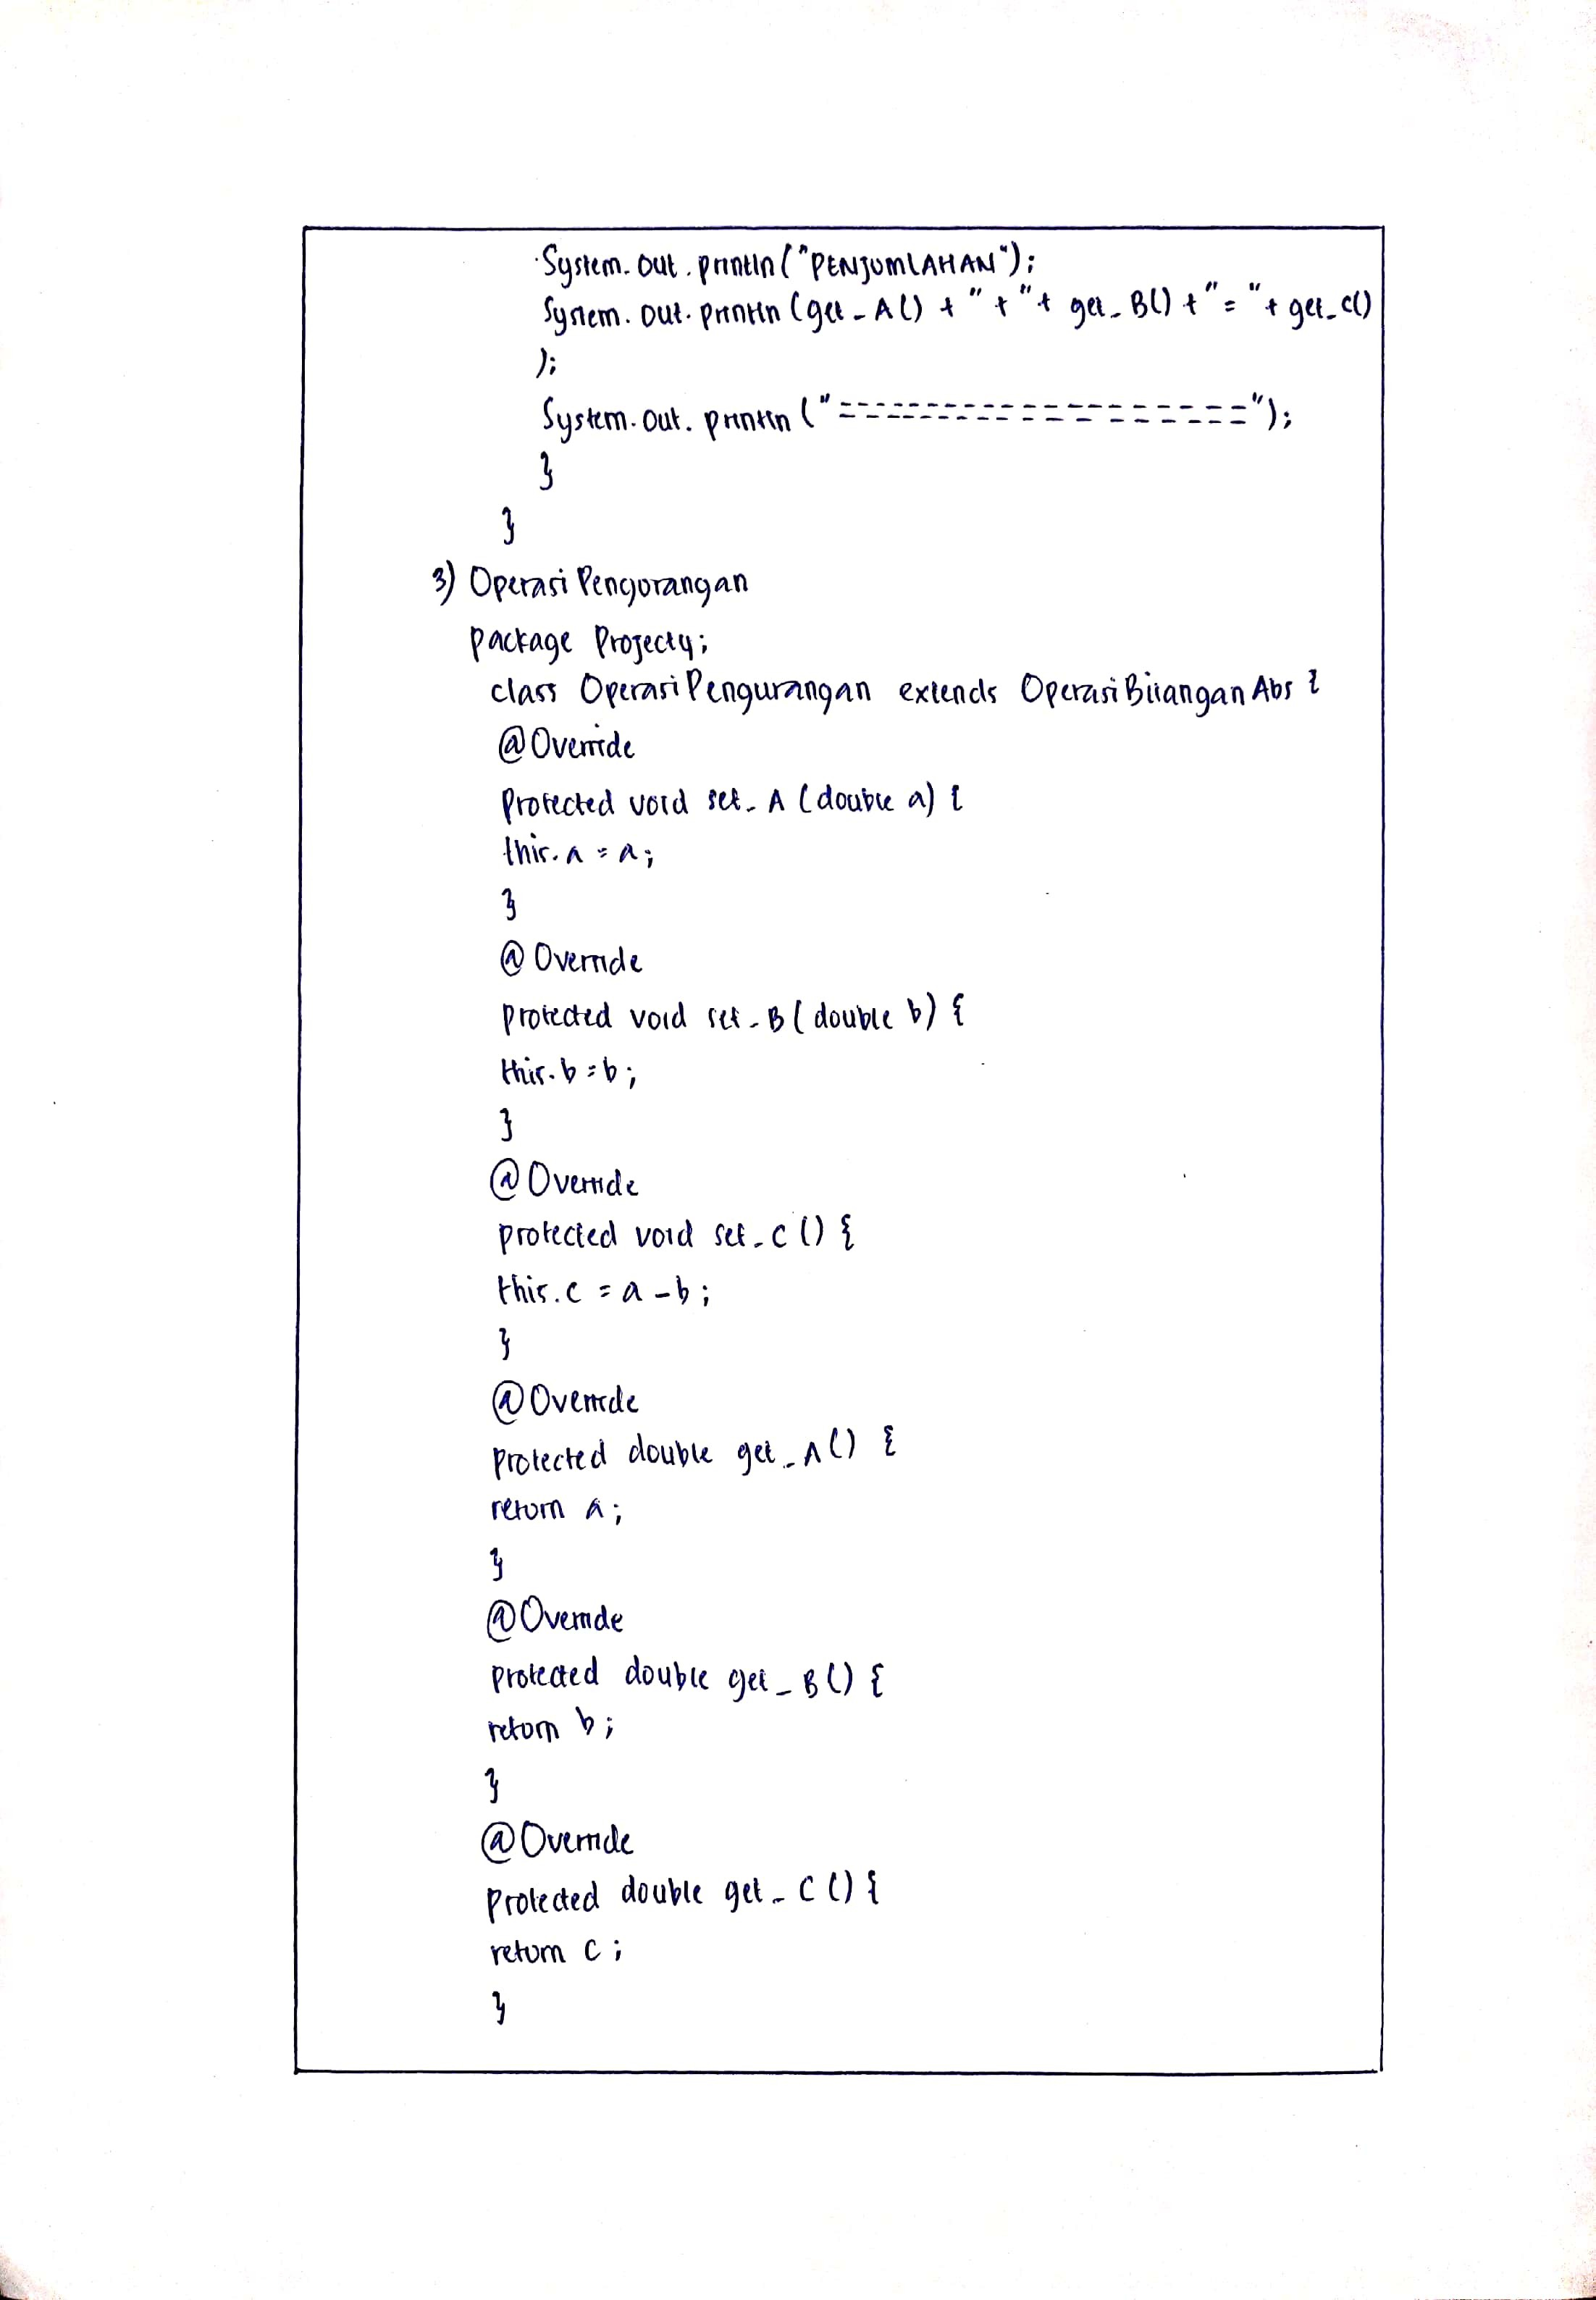 System.out.println("PENJUMLAHAN");
System.out.println(get_A() + " + " + get_B() + " = " + get_C()
);
System.out.println("====================");
}
}
3) Operasi Pengurangan
package Project4;
class OperasiPengurangan extends OperasiBilanganAbs {
@Override
protected void set_A (double a) {
this.a = a;
}
@Override
protected void set_B (double b) {
this.b = b;
}
@Override
protected void set_C () {
this.c = a - b;
}
@Override
protected double get_A() {
return a;
}
@Override
protected double get_B () {
return b;
}
@Override
protected double get_C () {
return c;
}